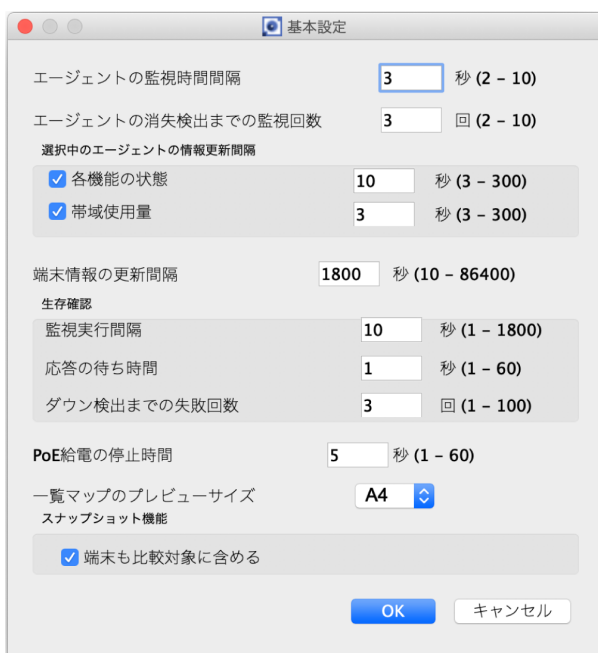 基本設定
エージェントの監視時間間隔 3 秒 (2 – 10)
エージェントの消失検出までの監視回数 3 回 (2 – 10)
選択中のエージェントの情報更新間隔
各機能の状態 10 秒 (3 – 300)
帯域使用量 3 秒 (3 – 300)
端末情報の更新間隔 1800 秒 (10 – 86400)
生存確認
監視実行間隔 10 秒 (1 – 1800)
応答の待ち時間 1 秒 (1 – 60)
ダウン検出までの失敗回数 3 回 (1 – 100)
PoE給電の停止時間 5 秒 (1 – 60)
一覧マップのプレビューサイズ A4
スナップショット機能
端末も比較対象に含める
OK キャンセル